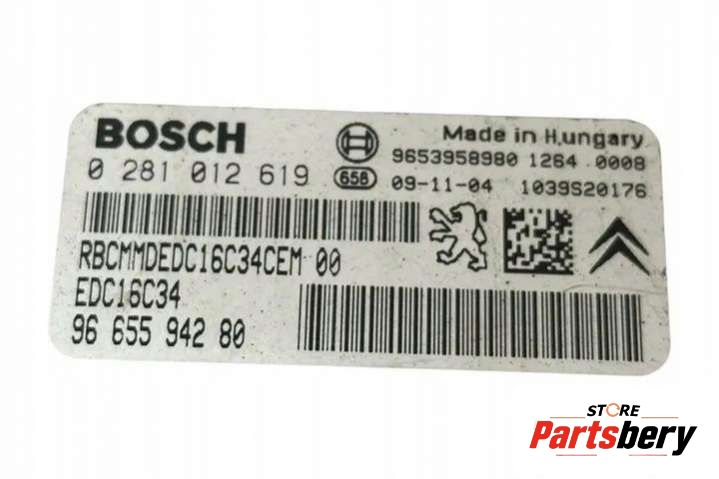 BOSCH
Made in Hungary
0 281 012 619
9653958980 1264 0008
658 09-11-04 1039S20176
RBCMMDEDC16C34CEM 00
EDC16C34
96 655 942 80
STORE
Partsbery